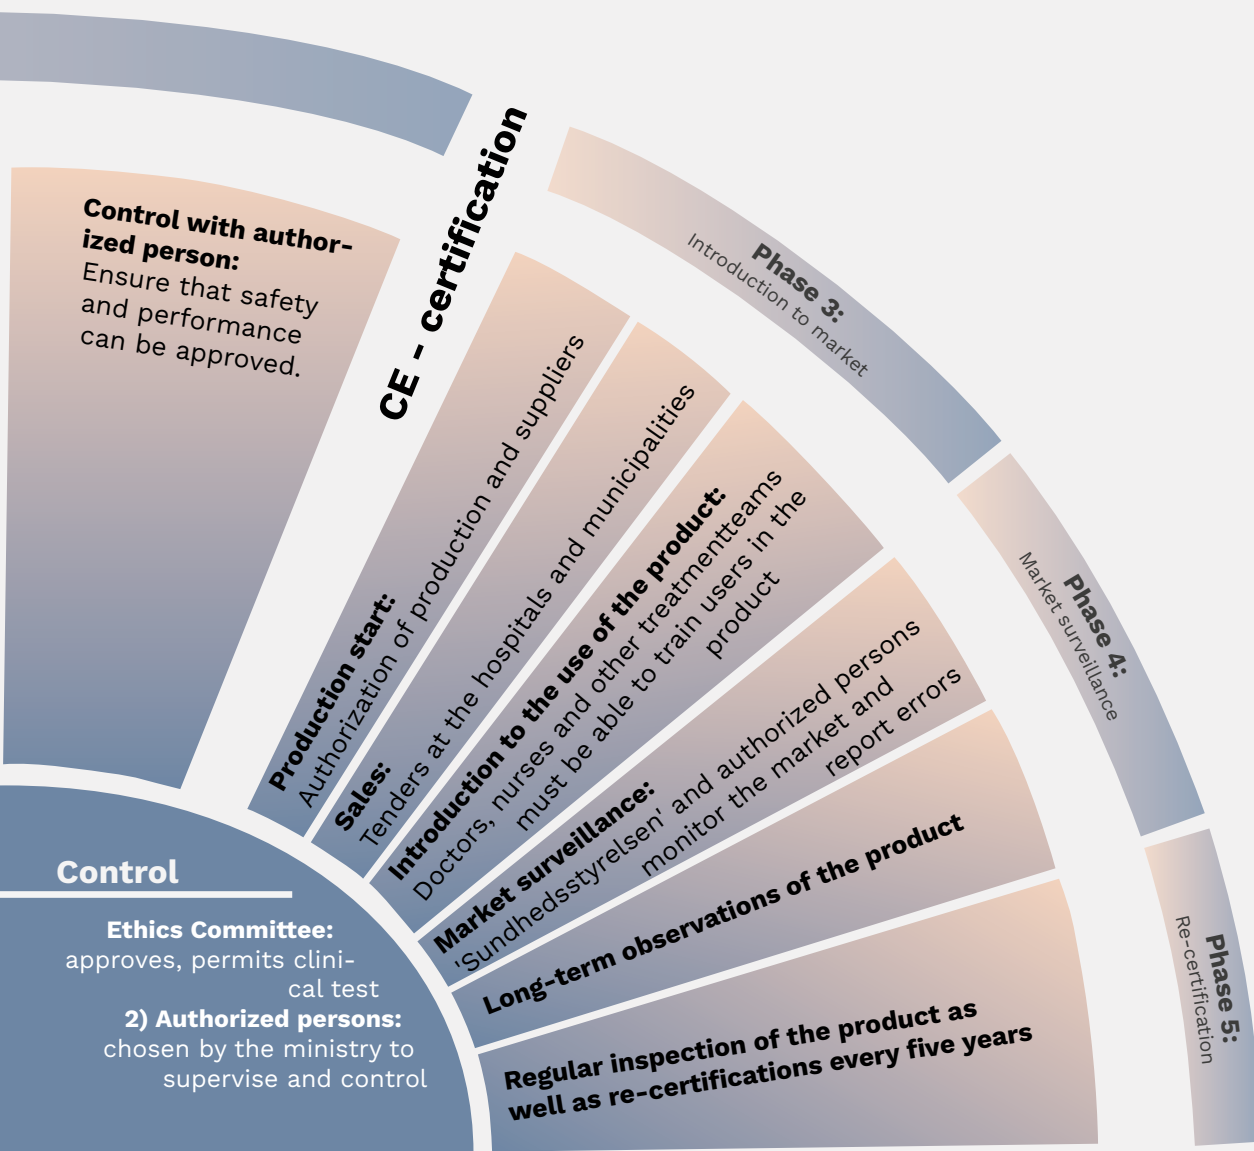 Control with author-
ized person:
Ensure that safety
and performance
can be approved.
CE - certification
Production start:
Authorization of production and suppliers
Sales:
Tenders at the hospitals and municipalities
Introduction to the use of the product:
Doctors, nurses and other treatmentteams
must be able to train users in the
product
Market surveillance:
'Sundhedsstyrelsen' and authorized persons
monitor the market and
report errors
Long-term observations of the product
Regular inspection of the product as
well as re-certifications every five years
Phase 3:
Introduction to market
Phase 4:
Market surveillance
Phase 5:
Re-certification
Control
Ethics Committee:
approves, permits clini-
cal test
2) Authorized persons:
chosen by the ministry to
supervise and control